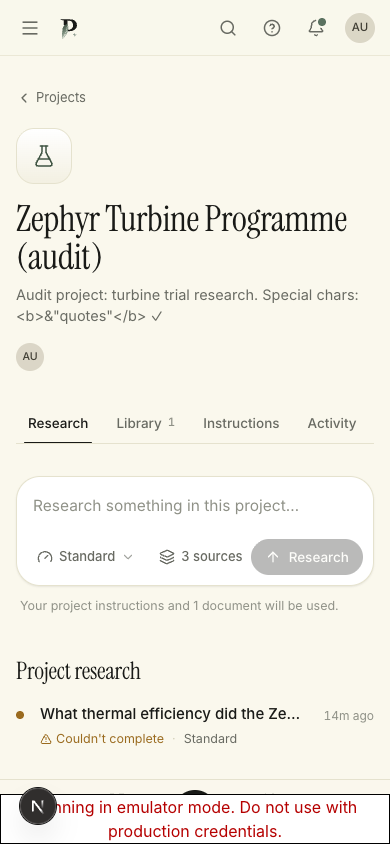 P
AU
Projects
Zephyr Turbine Programme
(audit)
Audit project: turbine trial research. Special chars:
<b>&"quotes"</b> ✓
AU
Research Library 1 Instructions Activity
Research something in this project...
Standard 3 sources Research
Your project instructions and 1 document will be used.
Project research
What thermal efficiency did the Ze... 14m ago
Couldn't complete · Standard
N
nning in emulator mode. Do not use with
production credentials.